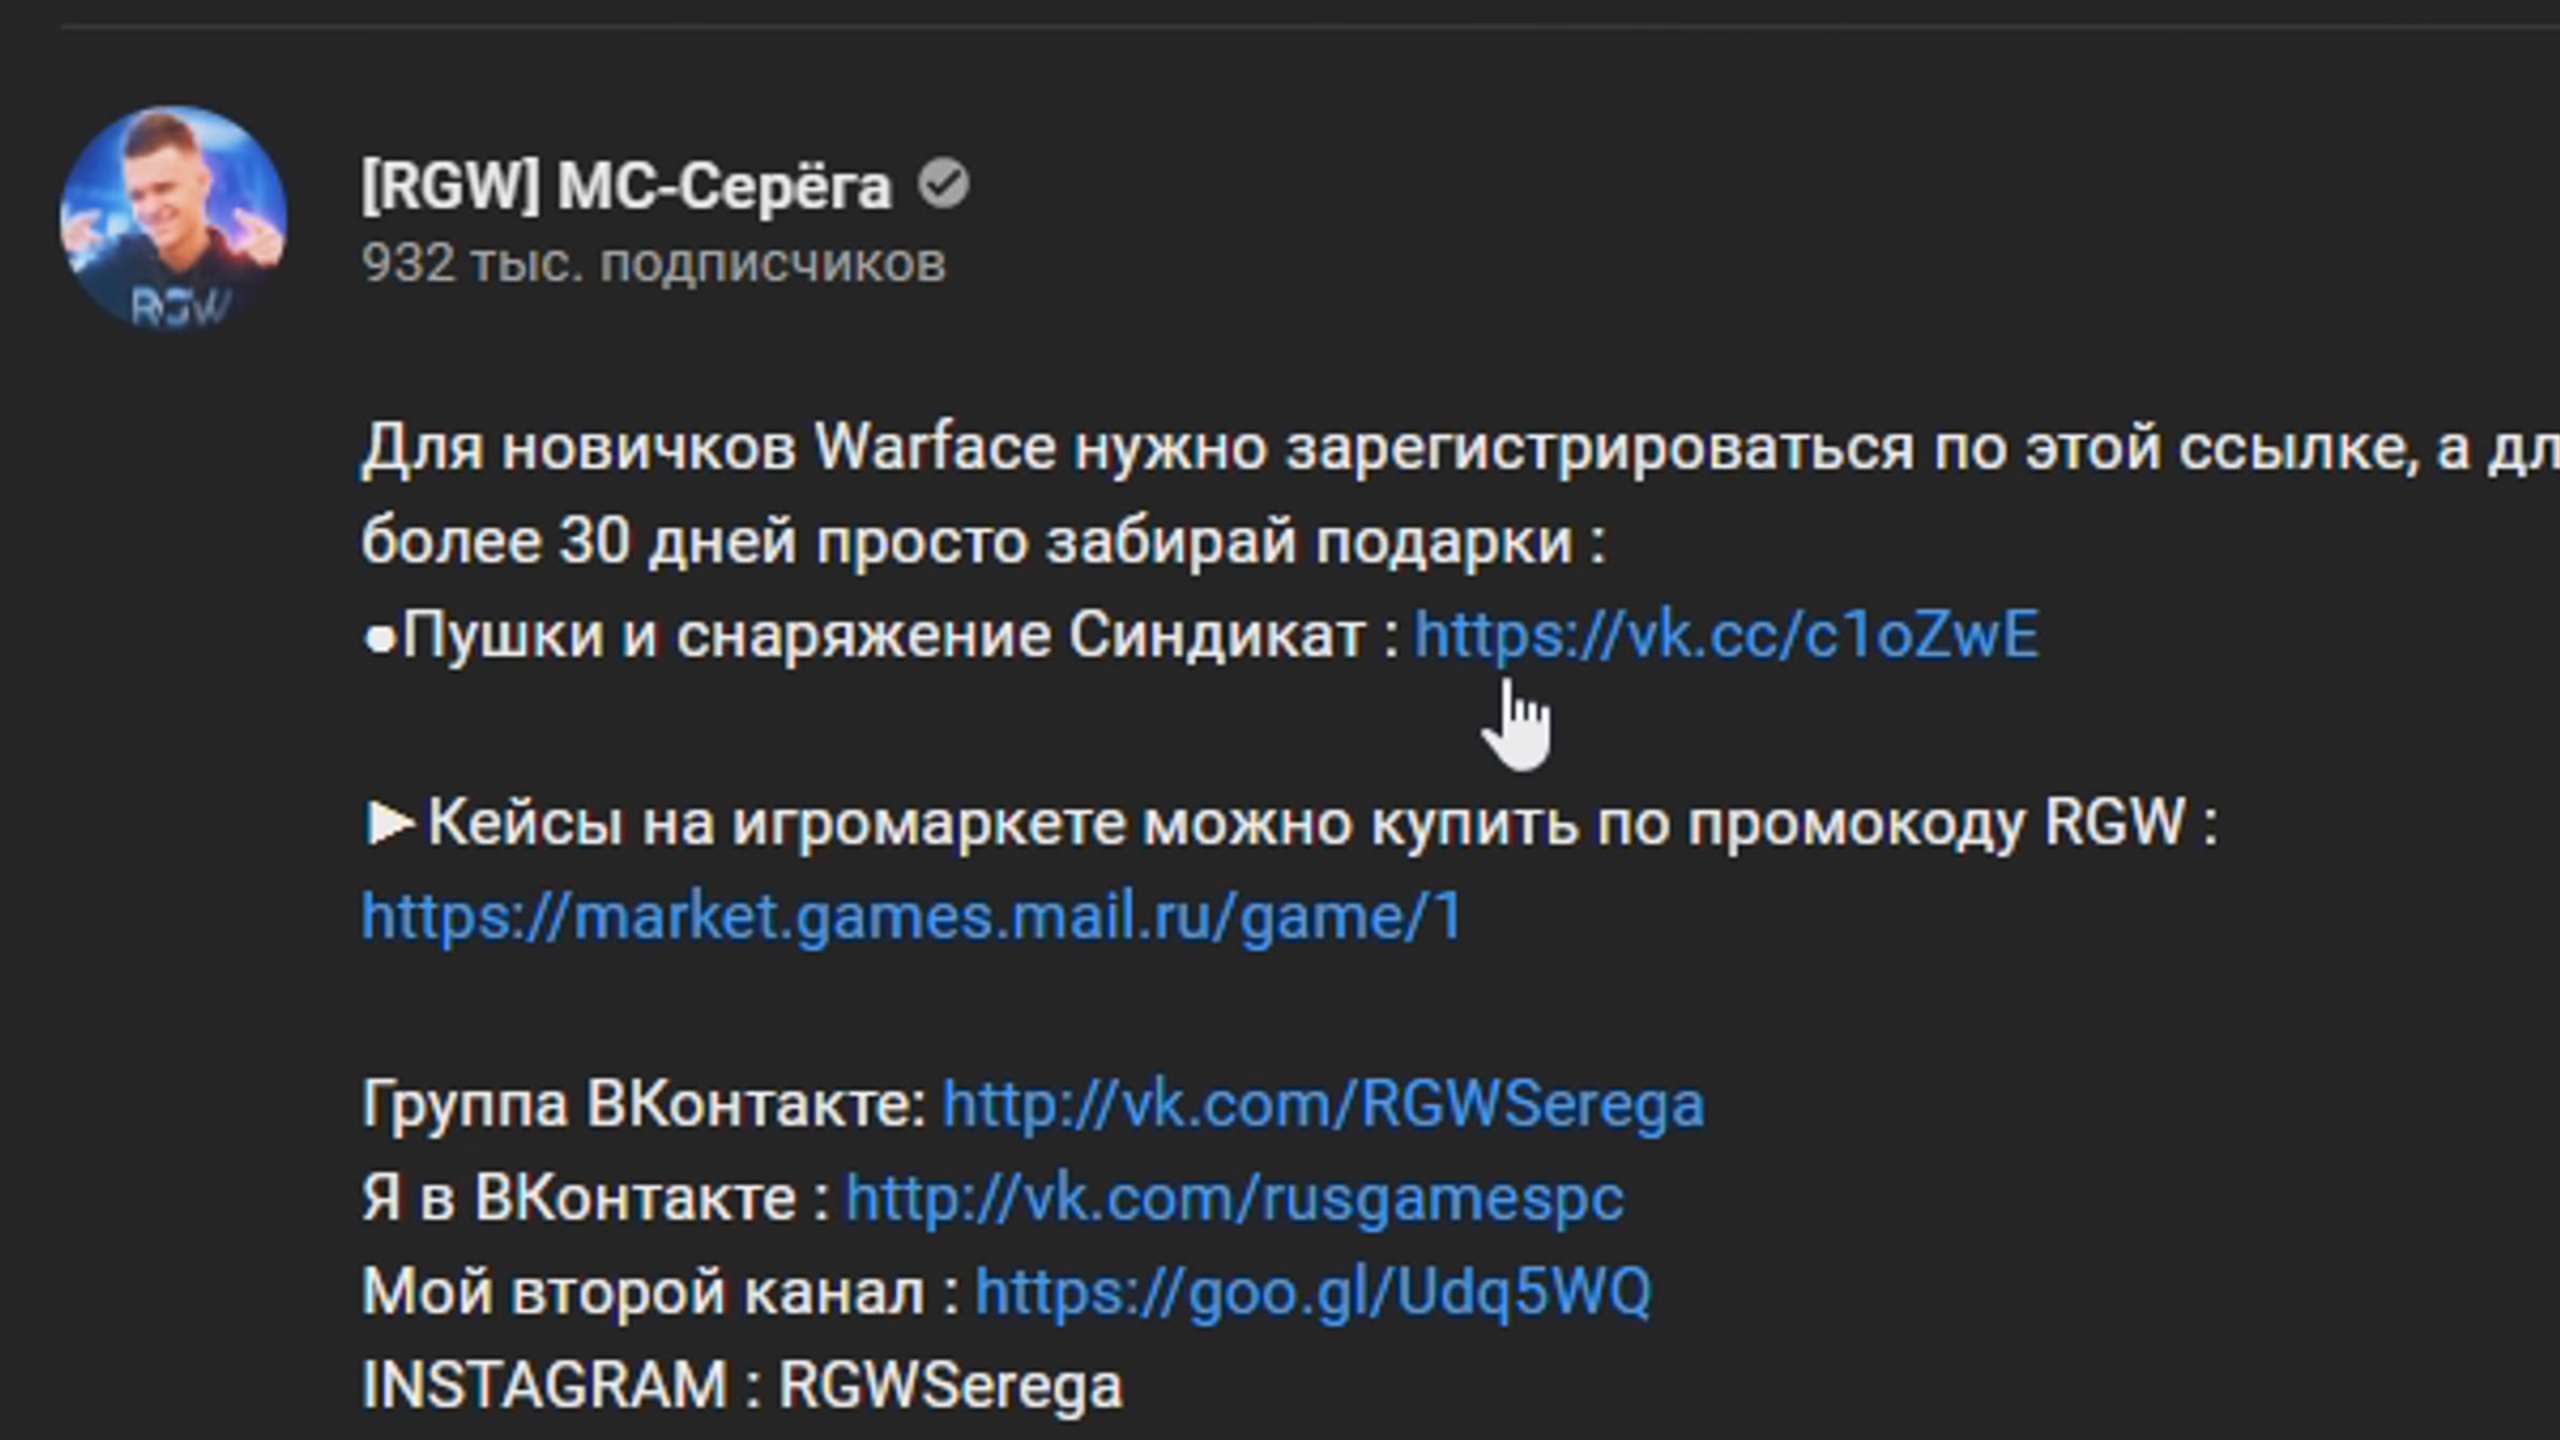 RGW
[RGW] МС-Серёга
932 тыс. подписчиков
Для новичков Warface нужно зарегистрироваться по этой ссылке, а дл
более 30 дней просто забирай подарки :
●Пушки и снаряжение Синдикат : https://vk.cc/c1oZwE
►Кейсы на игромаркете можно купить по промокоду RGW :
https://market.games.mail.ru/game/1
Группа ВКонтакте: http://vk.com/RGWSerega
Я в ВКонтакте : http://vk.com/rusgamespc
Мой второй канал : https://goo.gl/Udq5WQ
INSTAGRAM : RGWSerega